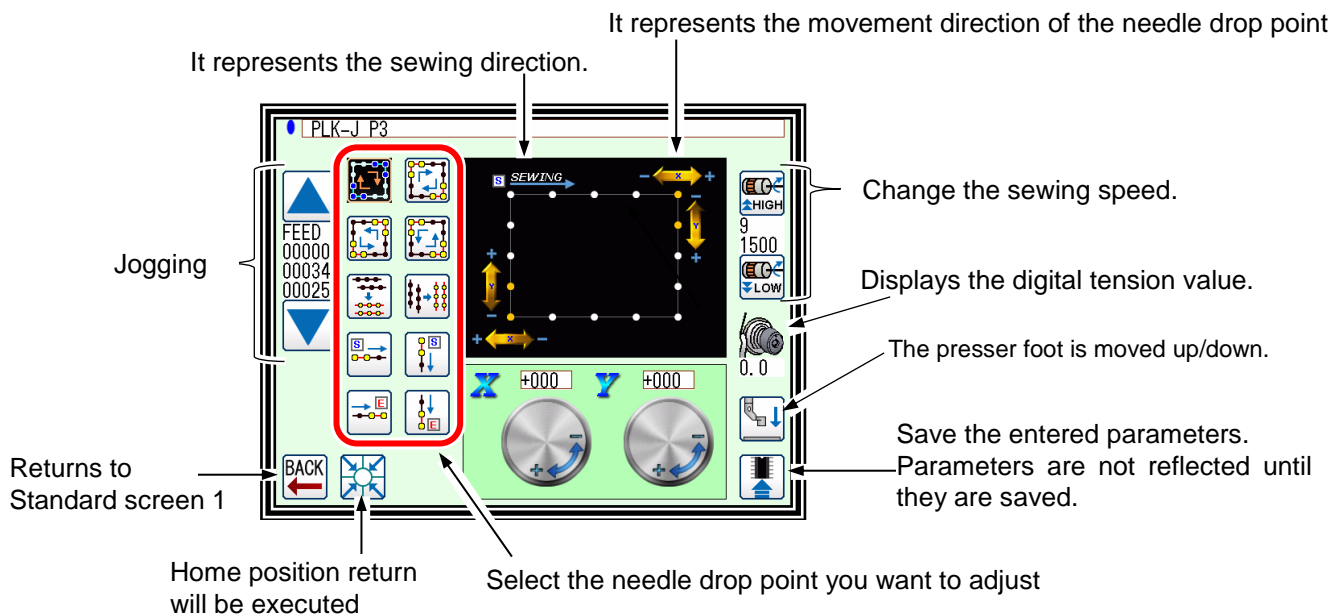 It represents the movement direction of the needle drop point
It represents the sewing direction.
PLK-J P3
S SEWING
- X +
-
Y
+
+
Y
-
+ X -
HIGH
9
1500
LOW
Change the sewing speed.
Jogging
FEED
00000
00034
00025
Displays the digital tension value.
0.0
The presser foot is moved up/down.
S
S
E
E
X +000 Y +000
-
+
-
+
Save the entered parameters.
Parameters are not reflected until
they are saved.
BACK
Returns to
Standard screen 1
Home position return
will be executed
Select the needle drop point you want to adjust